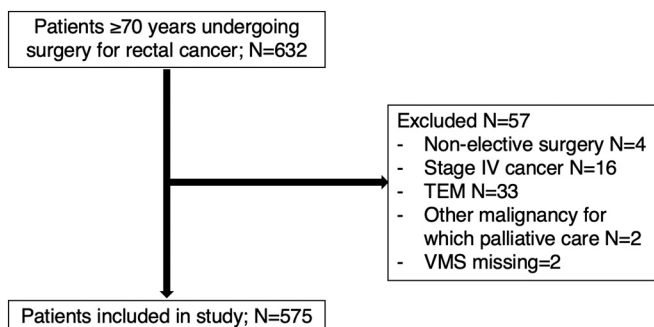 Patients ≥70 years undergoing
surgery for rectal cancer; N=632
Excluded N=57
- Non-elective surgery N=4
- Stage IV cancer N=16
- TEM N=33
- Other malignancy for
which palliative care N=2
- VMS missing=2
Patients included in study; N=575